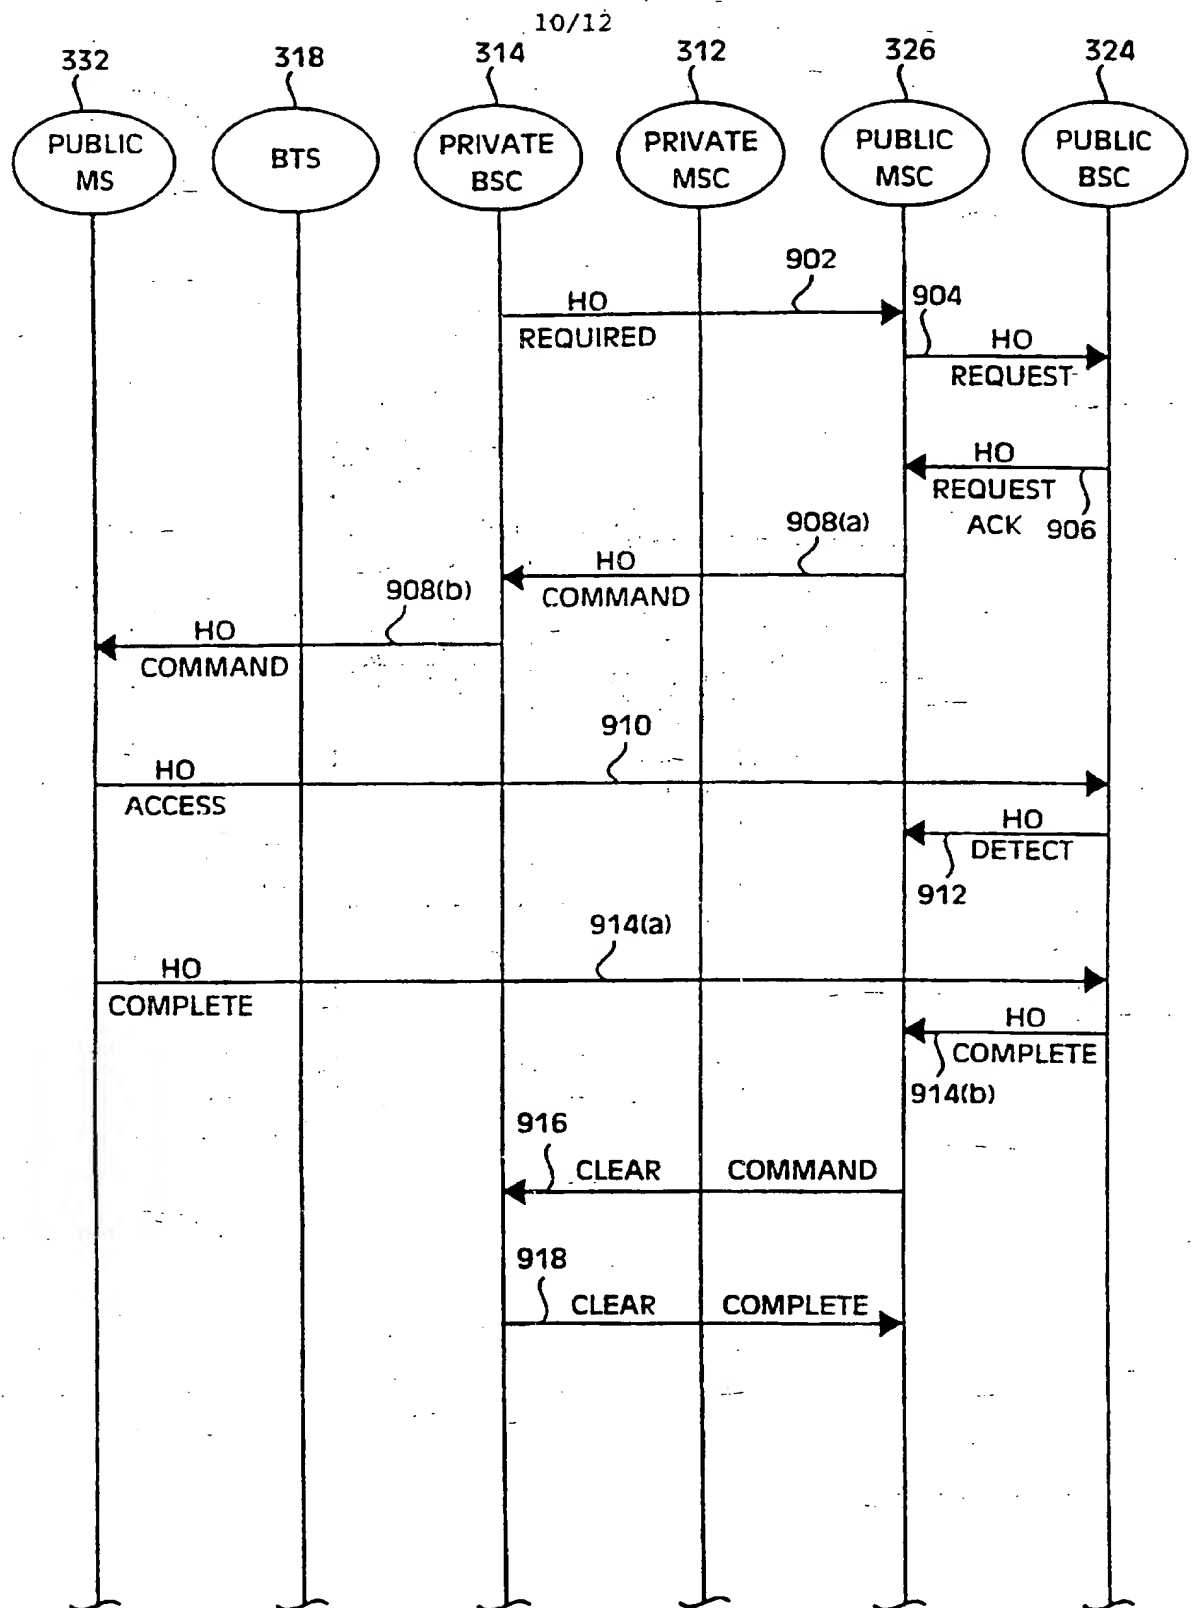 10/12
332
318
314
312
326
324
PUBLIC
MS
BTS
PRIVATE
BSC
PRIVATE
MSC
PUBLIC
MSC
PUBLIC
BSC
902
HO
REQUIRED
904
HO
REQUEST
HO
REQUEST
ACK
906
908(a)
HO
COMMAND
908(b)
HO
COMMAND
910
HO
ACCESS
HO
DETECT
912
914(a)
HO
COMPLETE
HO
COMPLETE
914(b)
916
CLEAR COMMAND
918
CLEAR COMPLETE